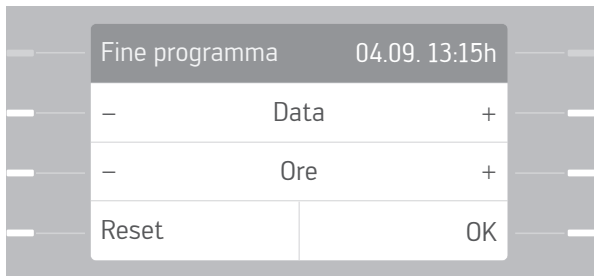 Fine programma 04.09. 13:15h
– Data +
– Ore +
Reset OK